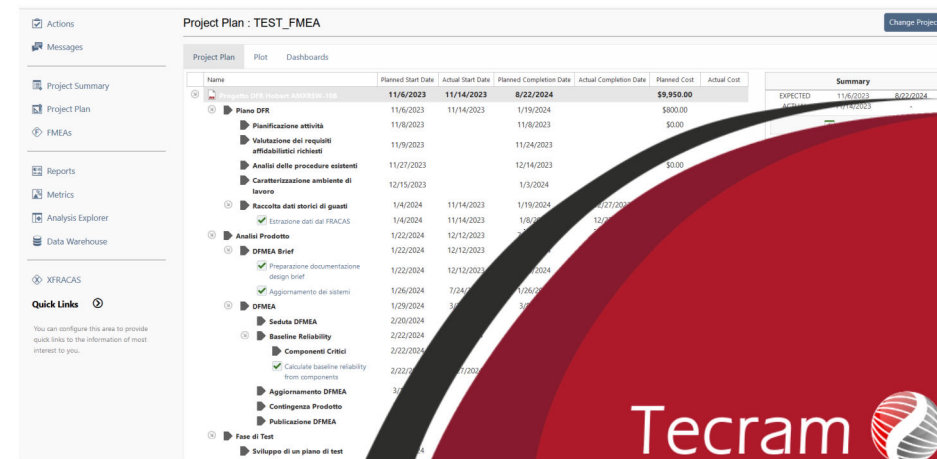 Actions
Messages
Project Summary
Project Plan
FMEAs
Reports
Metrics
Analysis Explorer
Data Warehouse
XFRACAS
Quick Links
You can configure this area to provide
quick links to the information of most
interest to you.
Project Plan : TEST_FMEA
Change Projec
Project Plan Plot Dashboards
Name Planned Start Date Actual Start Date Planned Completion Date Actual Completion Date Planned Cost Actual Cost
Progetto DFR Hobart AMXRSW-108 11/6/2023 11/14/2023 8/22/2024 $9,950.00
Piano DFR 11/6/2023 11/14/2023 1/19/2024 $800.00
Pianificazione attività 11/8/2023 11/8/2023 $0.00
Valutazione dei requisiti
affidabilistici richiesti 11/9/2023 11/24/2023
Analisi delle procedure esistenti 11/27/2023 12/14/2023 $0.00
Caratterizzazione ambiente di
lavoro 12/15/2023 1/3/2024
Raccolta dati storici di guasti 1/4/2024 11/14/2023 1/19/2024
Estrazione dati dal FRACAS 1/4/2024 11/14/2023
Analisi Prodotto 1/22/2024 12/12/2023
DFMEA Brief 1/22/2024 12/12/2023
Preparazione documentazione
design brief 1/22/2024 12/12/2023
Aggiornamento dei sistemi 1/26/2024
DFMEA 1/29/2024
Seduta DFMEA 2/20/2024
Baseline Reliability 2/22/2024
Componenti Critici 2/22/2024
Calculate baseline reliability
from components
Aggiornamento DFMEA
Contingenza Prodotto
Publicazione DFMEA
Fase di Test
Sviluppo di un piano di test
Summary
EXPECTED 11/6/2023 8/22/2024
Tecram